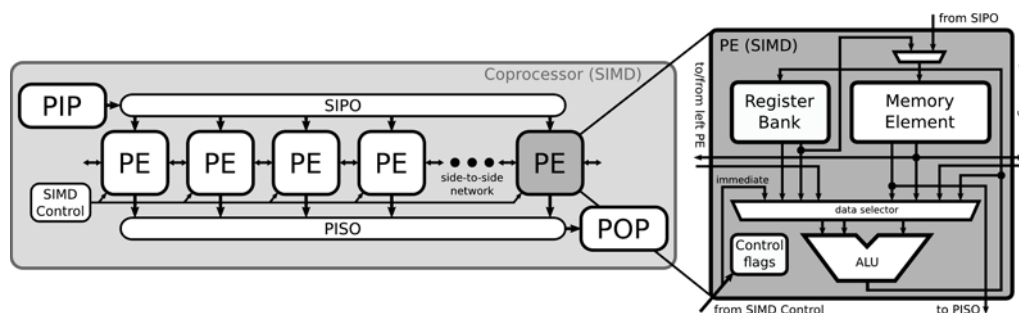 Coprocessor (SIMD)
PIP
SIPO
PE
PE
PE
PE
PE
side-to-side
network
SIMD
Control
PISO
POP
from SIPO
PE (SIMD)
to/from left PE
Register
Bank
Memory
Element
immediate
data selector
Control
flags
ALU
from SIMD Control
to PISO